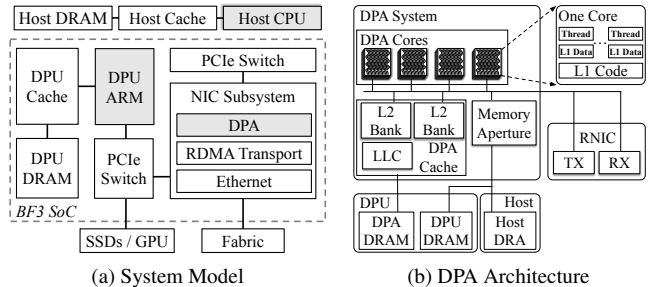 Host DRAM
Host Cache
Host CPU
DPU
Cache
DPU
ARM
PCIe Switch
NIC Subsystem
DPA
RDMA Transport
Ethernet
DPU
DRAM
PCIe
Switch
BF3 SoC
SSDs / GPU
Fabric
(a) System Model
DPA System
DPA Cores
One Core
Thread
Thread
L1 Data
L1 Data
L1 Code
L2
Bank
L2
Bank
Memory
Aperture
LLC
DPA
Cache
RNIC
TX
RX
DPU
DPA
DRAM
DPU
DRAM
Host
Host
DRA
(b) DPA Architecture